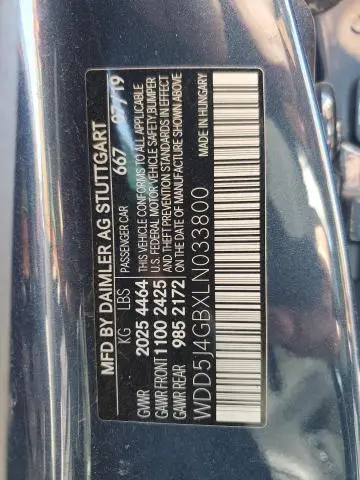 MFD BY DAIMLER AG STUTTGART
KG LBS PASSENGER CAR 667 07/19
GVWR 2025 4464 THIS VEHICLE CONFORMS TO ALL APPLICABLE
GAWR FRONT 1100 2425 U.S. FEDERAL MOTOR VEHICLE SAFETY, BUMPER
GAWR REAR 985 2172 AND THEFT PREVENTION STANDARDS IN EFFECT
ON THE DATE OF MANUFACTURE SHOWN ABOVE
WDD5J4GBXLN033800 MADE IN HUNGARY